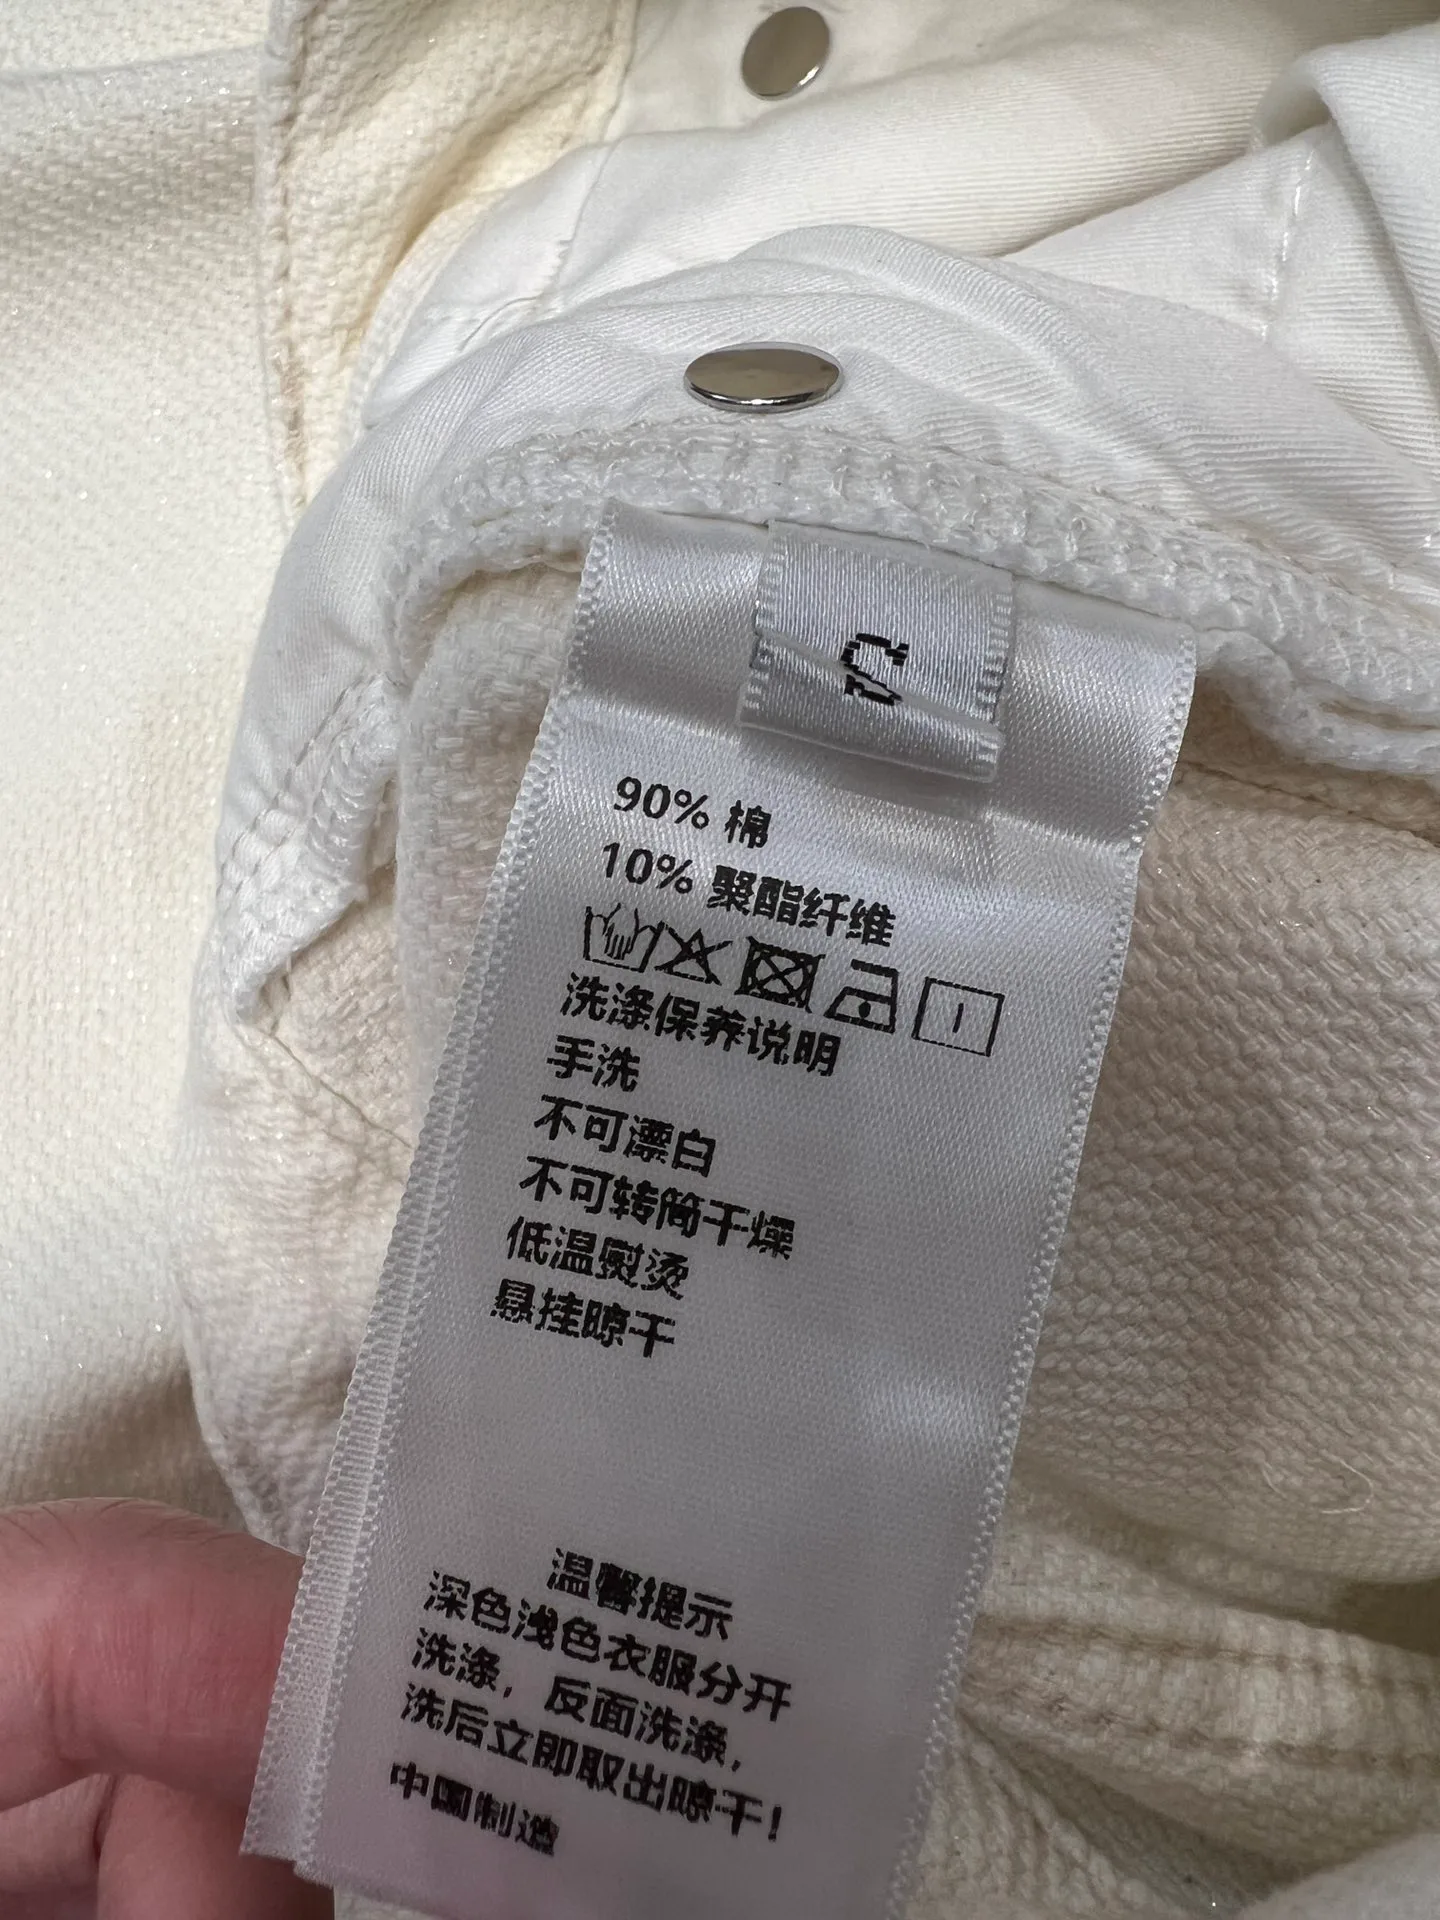 S
90% 棉
10% 聚酯纤维
洗涤保养说明
手洗
不可漂白
不可转筒干燥
低温熨烫
悬挂晾干
温馨提示
深色浅色衣服分开
洗涤，反面洗涤，
洗后立即取出晾干！
中国制造